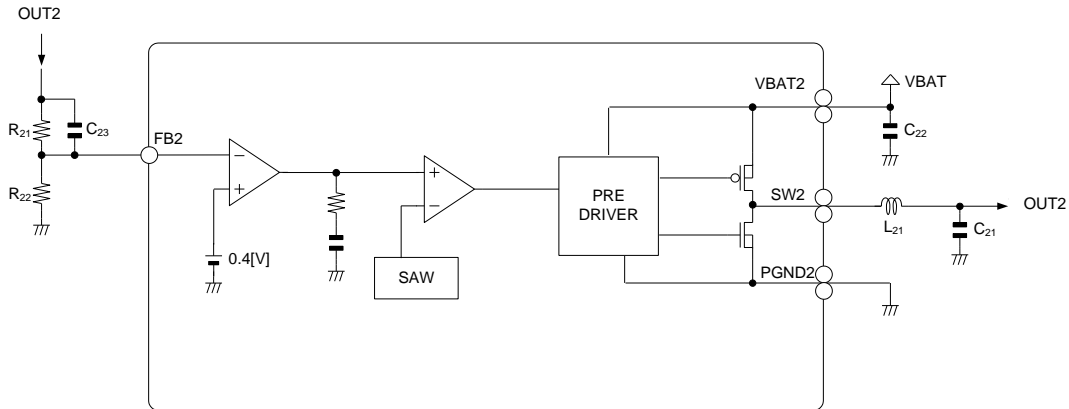 OUT2
R21
C23
R22
FB2
−
+
0.4[V]
+
−
SAW
PRE
DRIVER
VBAT2
VBAT
C22
SW2
L21
OUT2
C21
PGND2